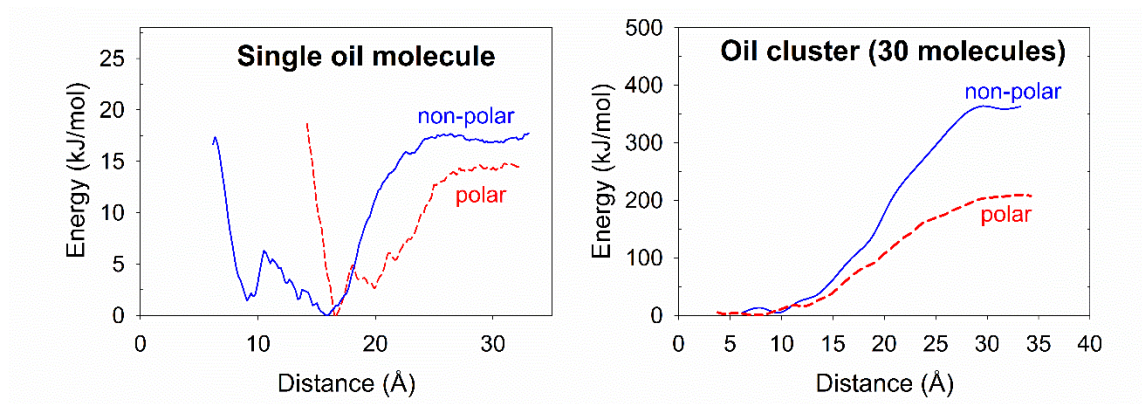 Single oil molecule
Energy (kJ/mol)
25
20
15
10
5
0
non-polar
polar
0
10
20
30
Distance (Å)
Oil cluster (30 molecules)
Energy (kJ/mol)
500
400
300
200
100
0
non-polar
polar
0
5
10
15
20
25
30
35
40
Distance (Å)